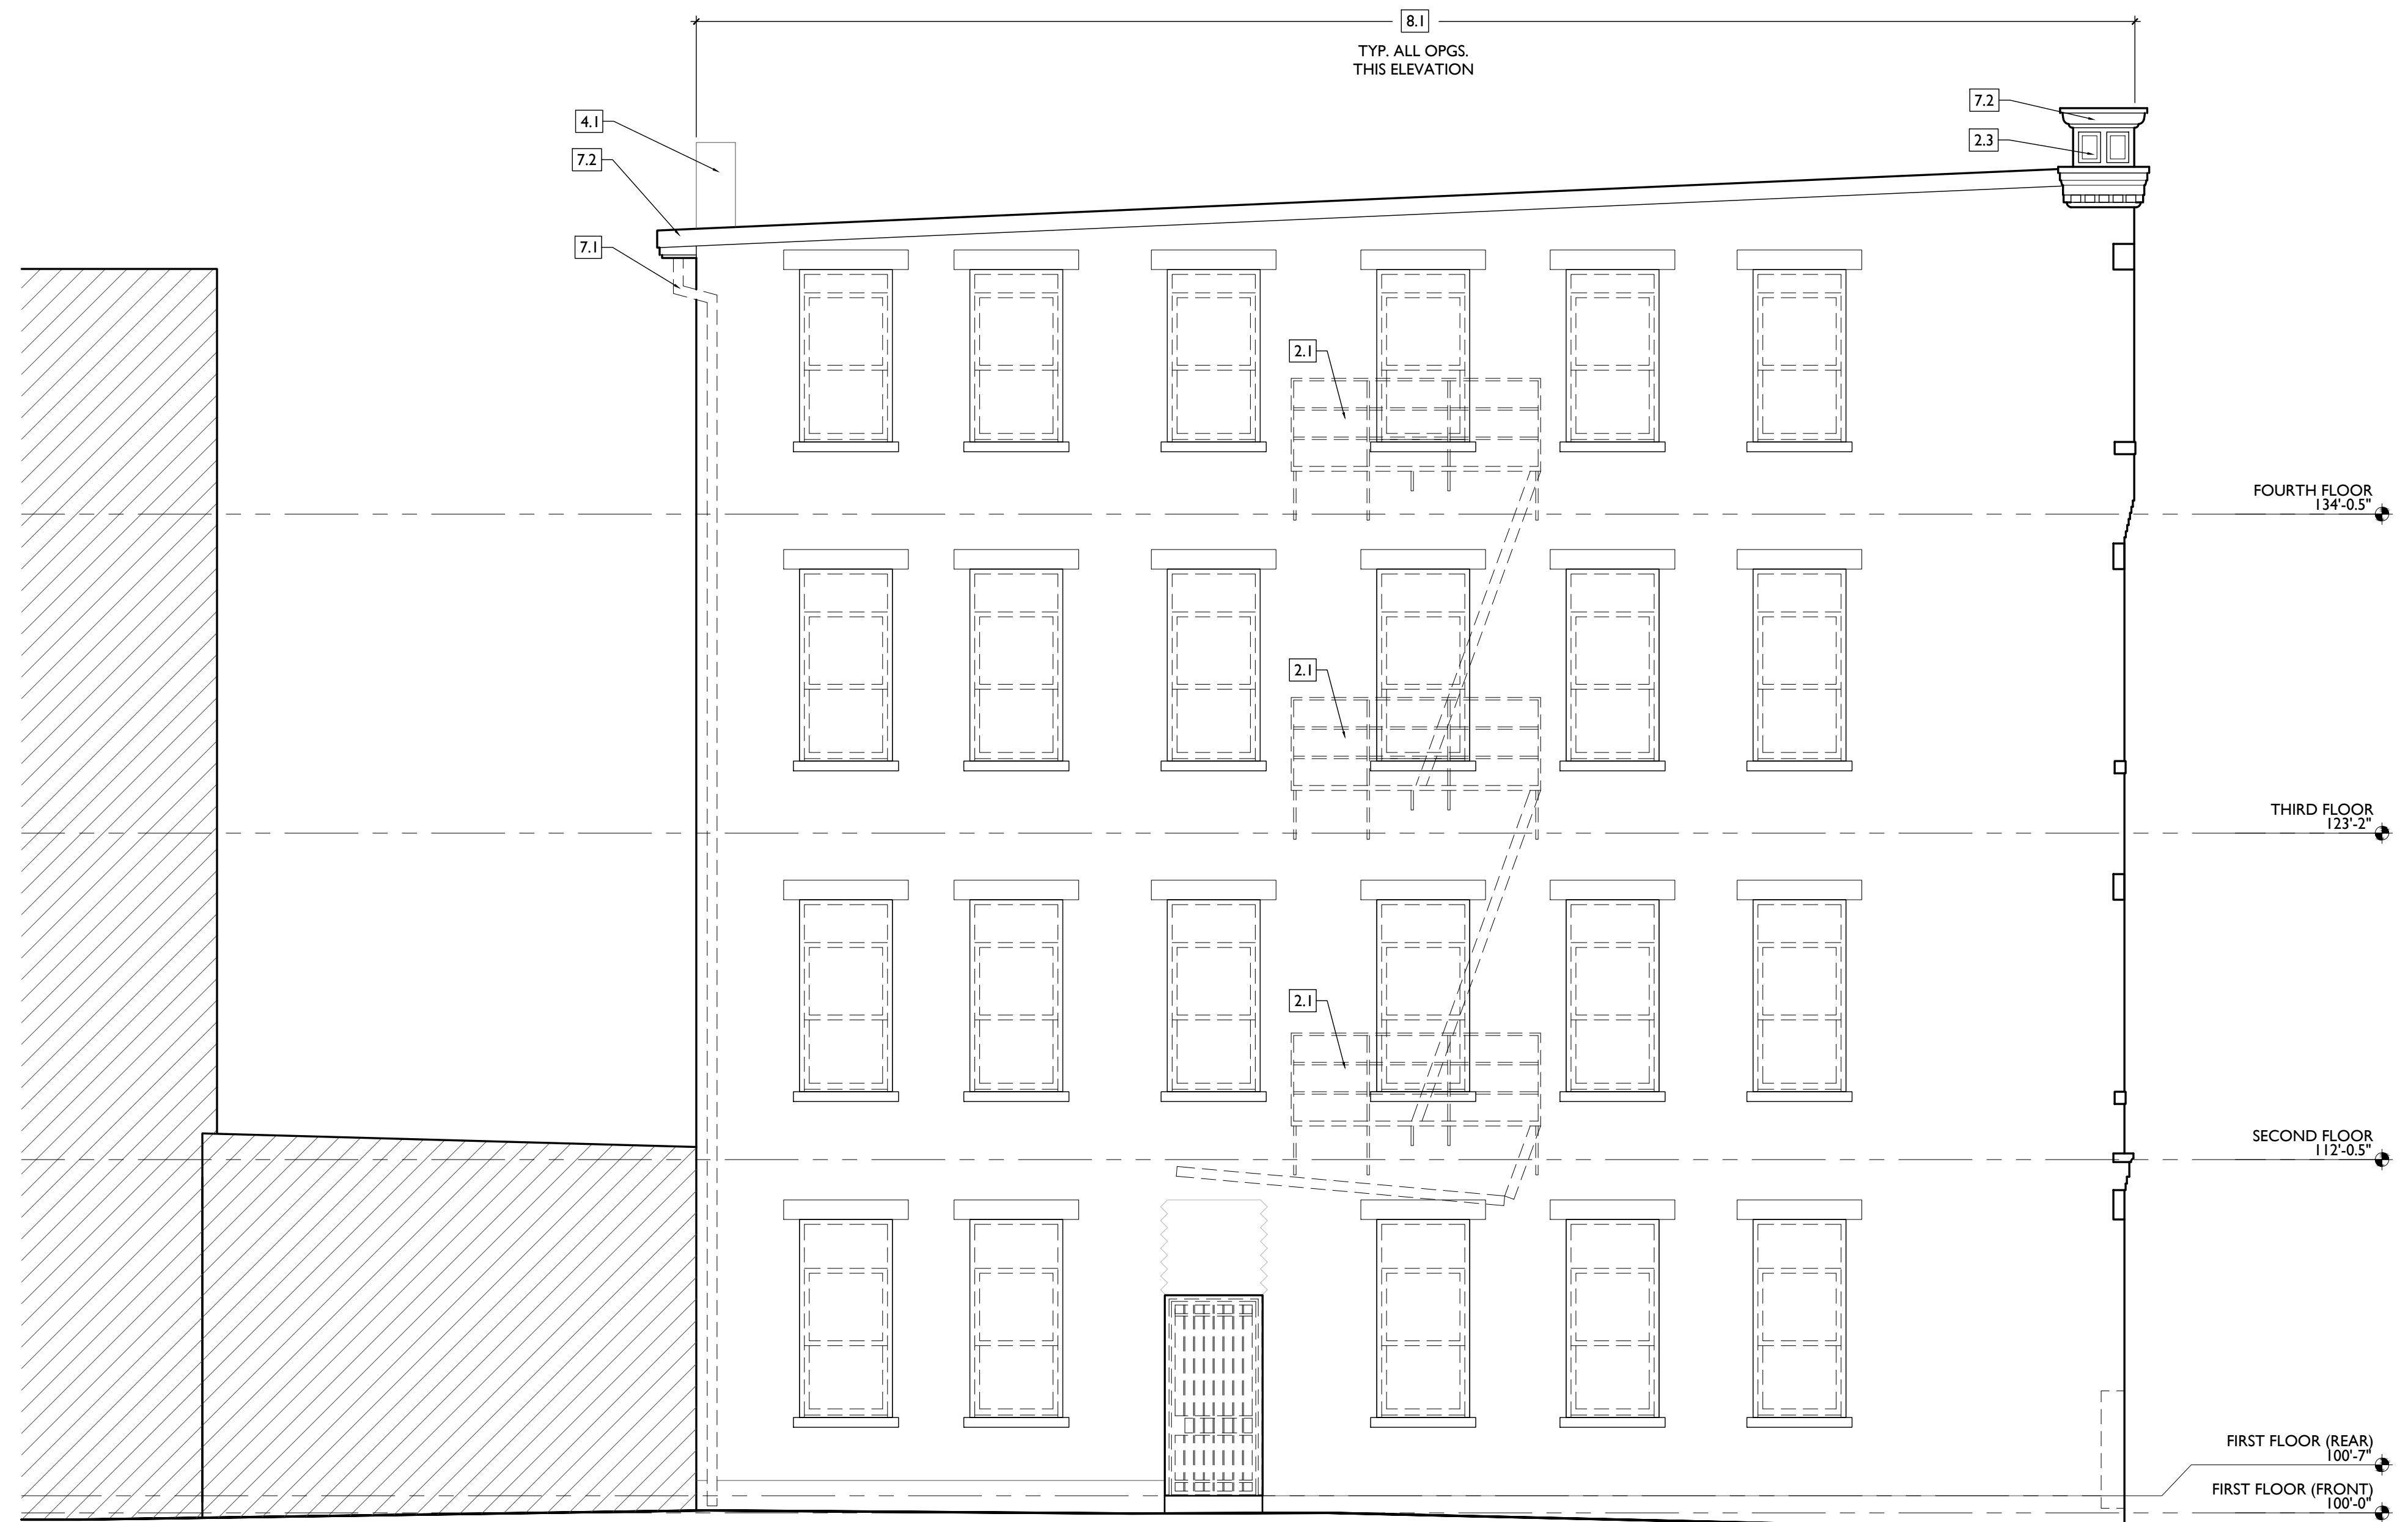 8.1
TYP. ALL OPGS.
THIS ELEVATION
4.1
7.2
7.2
2.3
7.1
2.1
FOURTH FLOOR
134'-0.5"
2.1
THIRD FLOOR
123'-2"
2.1
SECOND FLOOR
112'-0.5"
FIRST FLOOR (REAR)
100'-7"
FIRST FLOOR (FRONT)
100'-0"